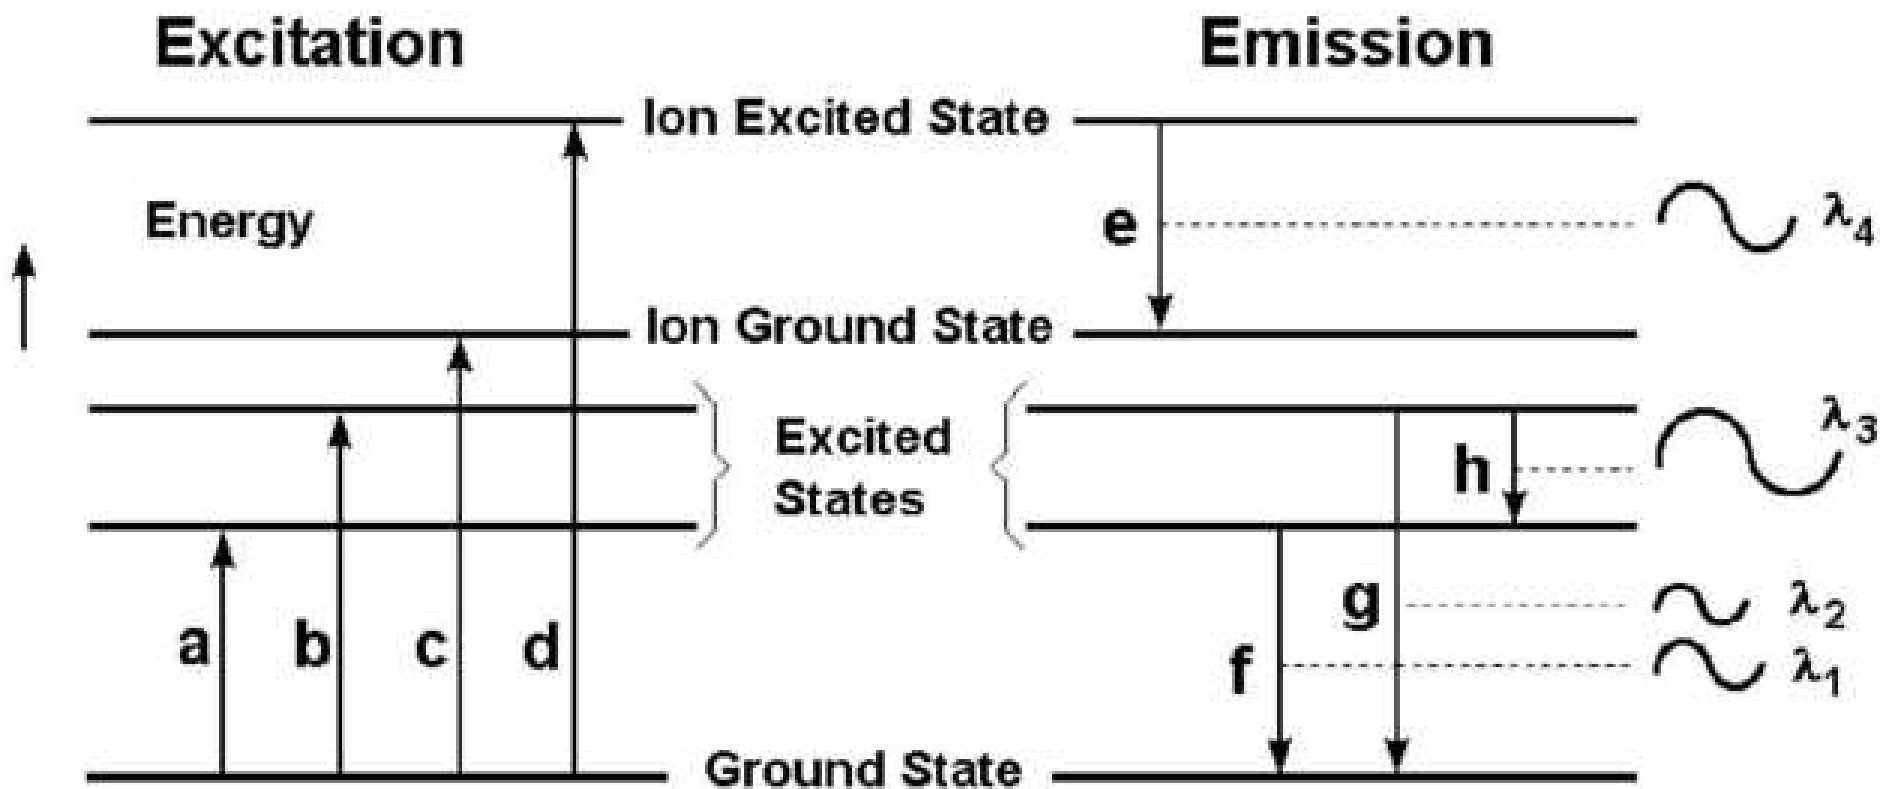 Excitation
Emission
Ion Excited State
Energy
e
λ4
Ion Ground State
Excited
States
h
λ3
a
b
c
d
g
λ2
f
λ1
Ground State